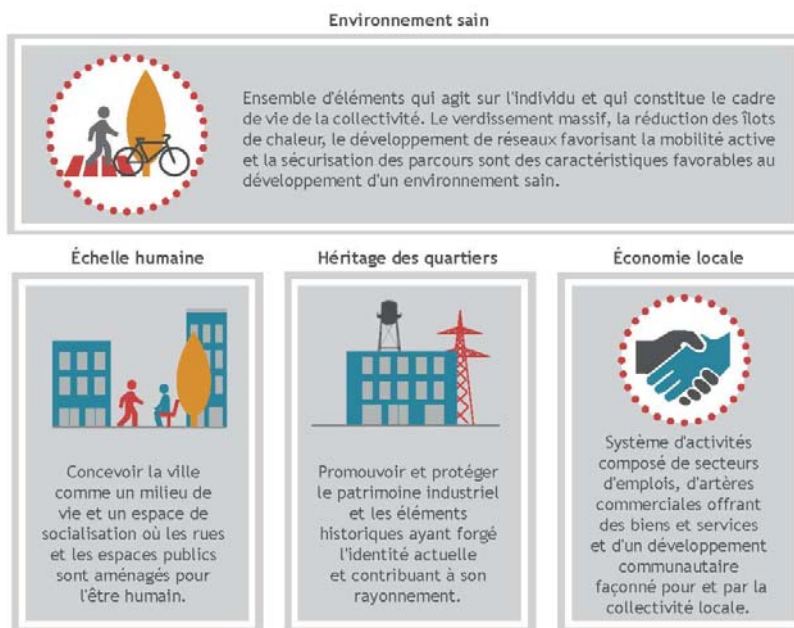 Environnement sain
Ensemble d'éléments qui agit sur l'individu et qui constitue le cadre
de vie de la collectivité. Le verdissement massif, la réduction des îlots
de chaleur, le développement de réseaux favorisant la mobilité active
et la sécurisation des parcours sont des caractéristiques favorables au
développement d'un environnement sain.
Échelle humaine
Concevoir la ville
comme un milieu de
vie et un espace de
socialisation où les rues
et les espaces publics
sont aménagés pour
l'être humain.
Héritage des quartiers
Promouvoir et protéger
le patrimoine industriel
et les éléments
historiques ayant forgé
l'identité actuelle
et contribuant à son
rayonnement.
Économie locale
Système d'activités
composé de secteurs
d'emplois, d'artères
commerciales offrant
des biens et services
et d'un développement
communautaire
façonné pour et par la
collectivité locale.